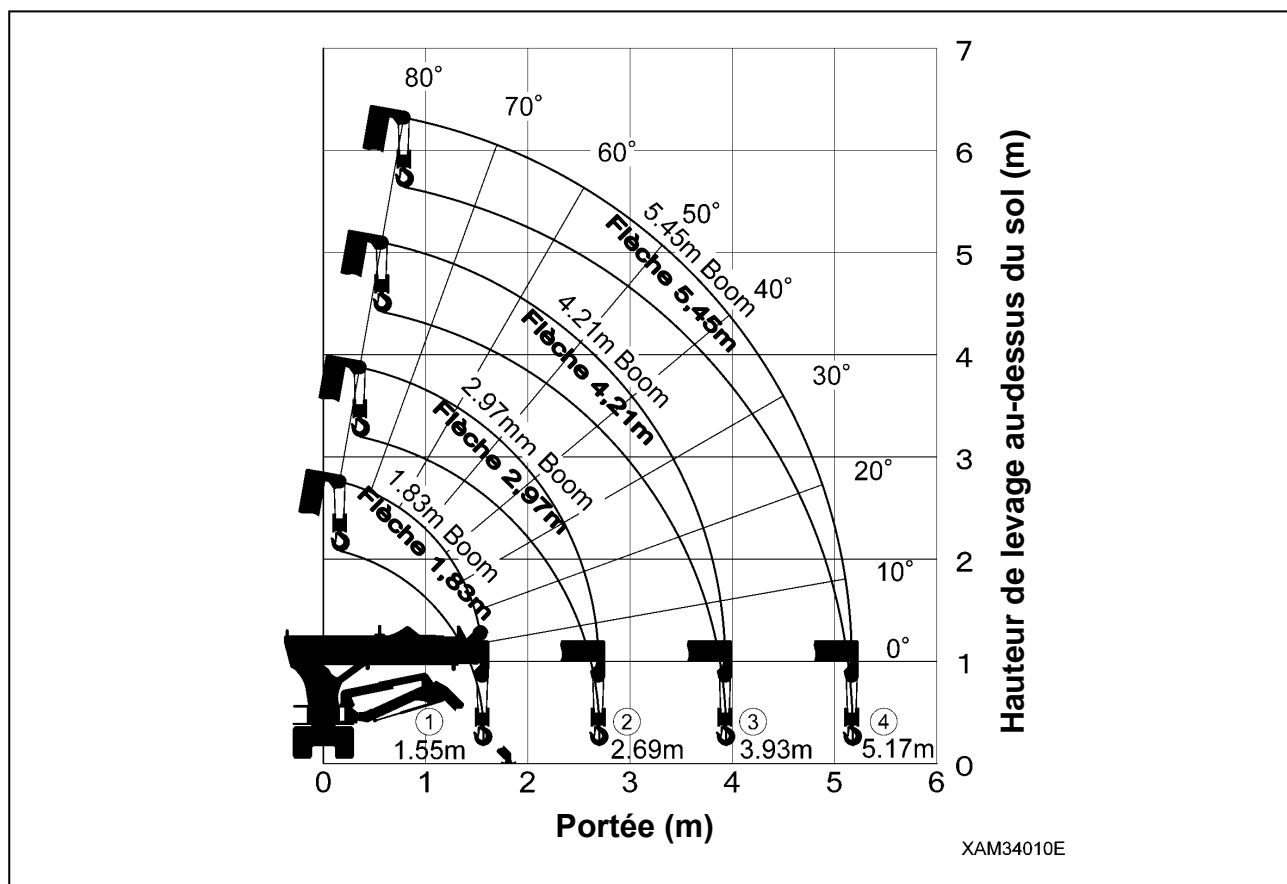 7
6
5
4
3
2
1
0
Hauteur de levage au-dessus du sol (m)
80°
70°
60°
50°
40°
30°
20°
10°
0°
5.45m Boom
Flèche 5,45m
4.21m Boom
Flèche 4,21m
2.97mm Boom
Flèche 2,97m
1.83m Boom
Flèche 1,83m
① ② ③ ④
1.55m 2.69m 3.93m 5.17m
0 1 2 3 4 5 6
Portée (m)
XAM34010E